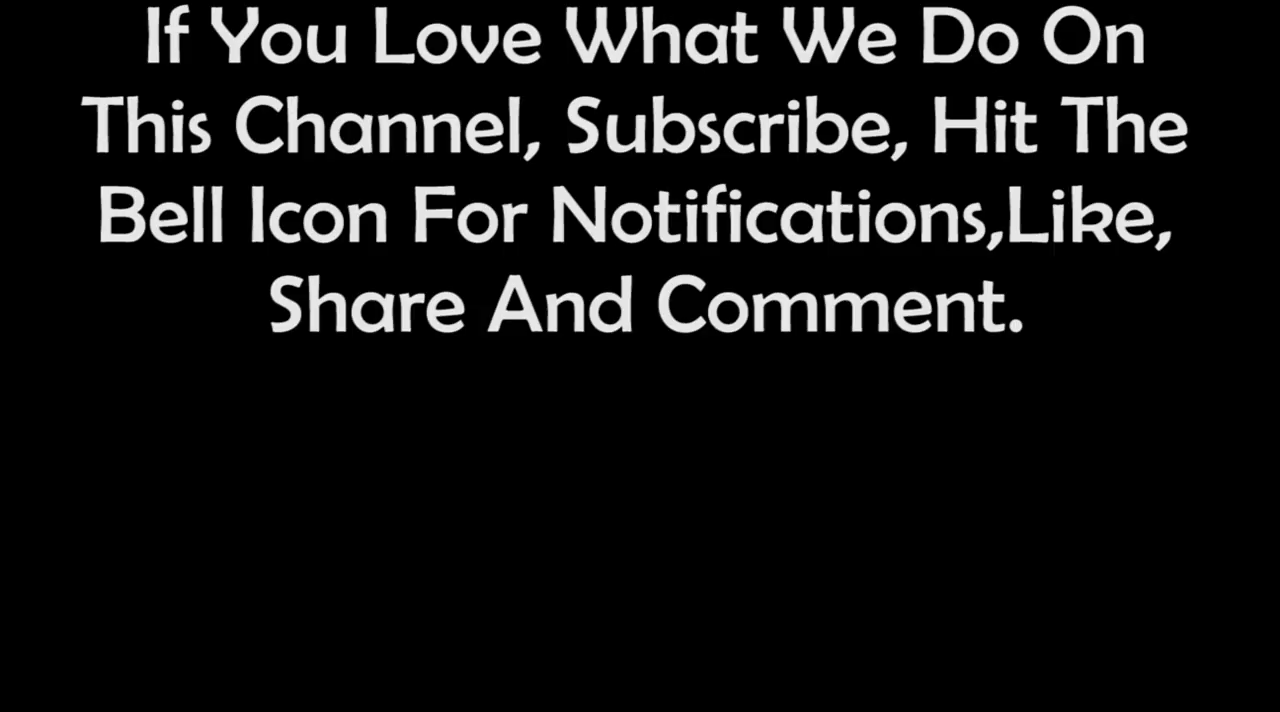 If You Love What We Do On
This Channel, Subscribe, Hit The
Bell Icon For Notifications,Like,
Share And Comment.